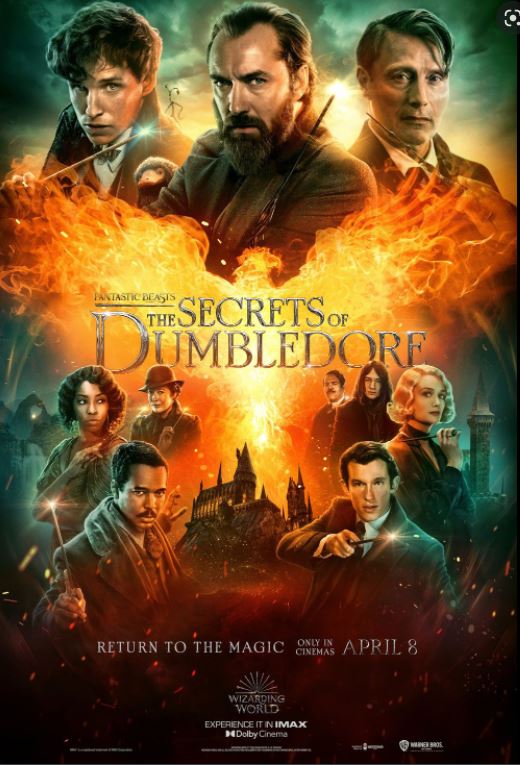 FANTASTIC BEASTS
THE SECRETS OF
DUMBLEDORE
RETURN TO THE MAGIC ONLY IN CINEMAS APRIL 8
WIZARDING
WORLD
EXPERIENCE IT IN IMAX
Dolby Cinema
WARNER BROS.